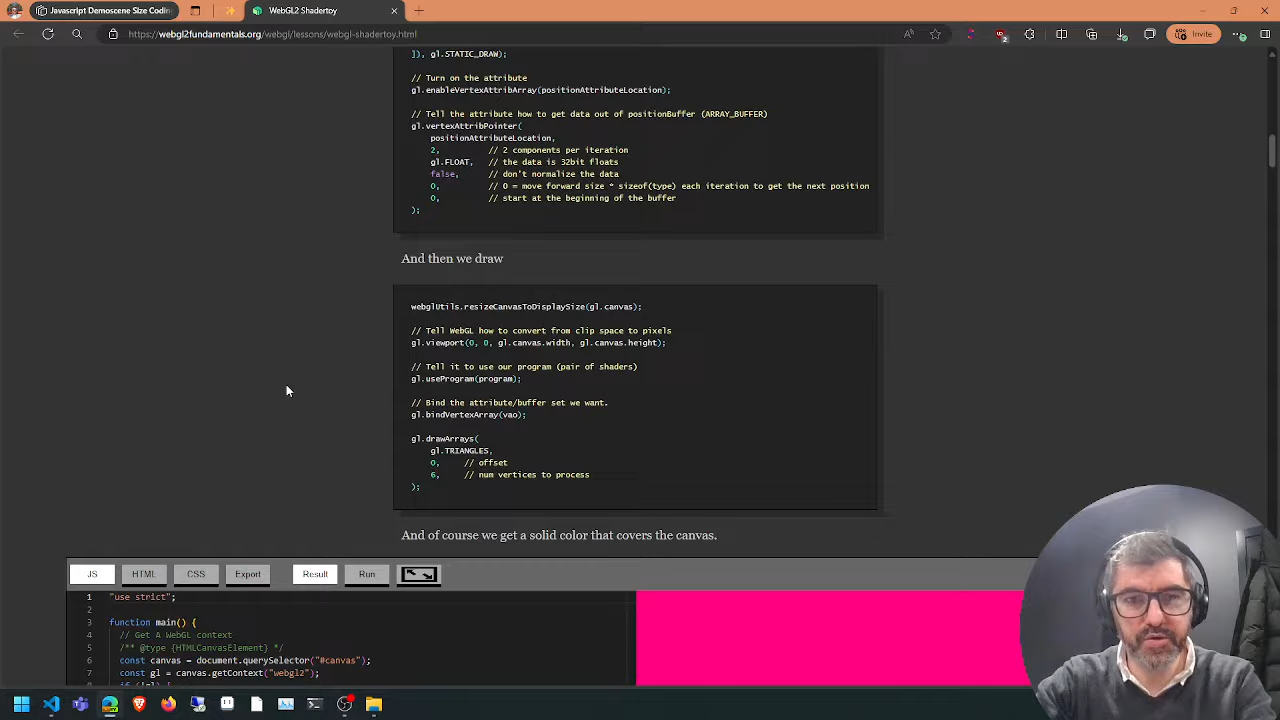 Javascript Demoscene Size Codin
WebGL2 Shadertoy
https://webgl2fundamentals.org/webgl/lessons/webgl-shadertoy.html
2
Invite
]), gl.STATIC_DRAW);
// Turn on the attribute
gl.enableVertexAttribArray(positionAttributeLocation);
// Tell the attribute how to get data out of positionBuffer (ARRAY_BUFFER)
gl.vertexAttribPointer(
positionAttributeLocation,
2, // 2 components per iteration
gl.FLOAT, // the data is 32bit floats
false, // don't normalize the data
0, // 0 = move forward size * sizeof(type) each iteration to get the next position
0, // start at the beginning of the buffer
);
And then we draw
webglUtils.resizeCanvasToDisplaySize(gl.canvas);
// Tell WebGL how to convert from clip space to pixels
gl.viewport(0, 0, gl.canvas.width, gl.canvas.height);
// Tell it to use our program (pair of shaders)
gl.useProgram(program);
// Bind the attribute/buffer set we want.
gl.bindVertexArray(vao);
gl.drawArrays(
gl.TRIANGLES,
0, // offset
6, // num vertices to process
);
And of course we get a solid color that covers the canvas.
JS HTML CSS Export Result Run
1 "use strict";
2
3 function main() {
4 // Get A WebGL context
5 /** @type {HTMLCanvasElement} */
6 const canvas = document.querySelector("#canvas");
7 const gl = canvas.getContext("webgl2");
if (!gl) {